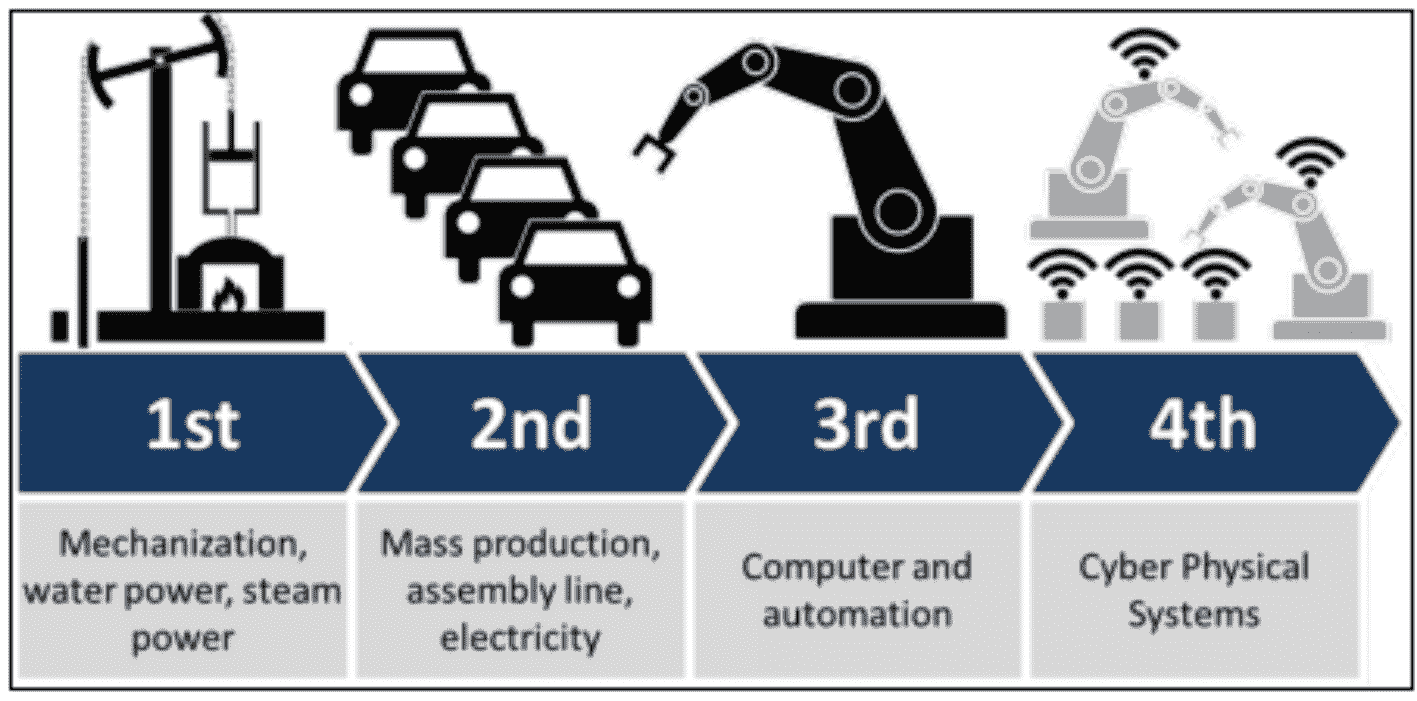 1st
2nd
3rd
4th
Mechanization,
water power, steam
power
Mass production,
assembly line,
electricity
Computer and
automation
Cyber Physical
Systems